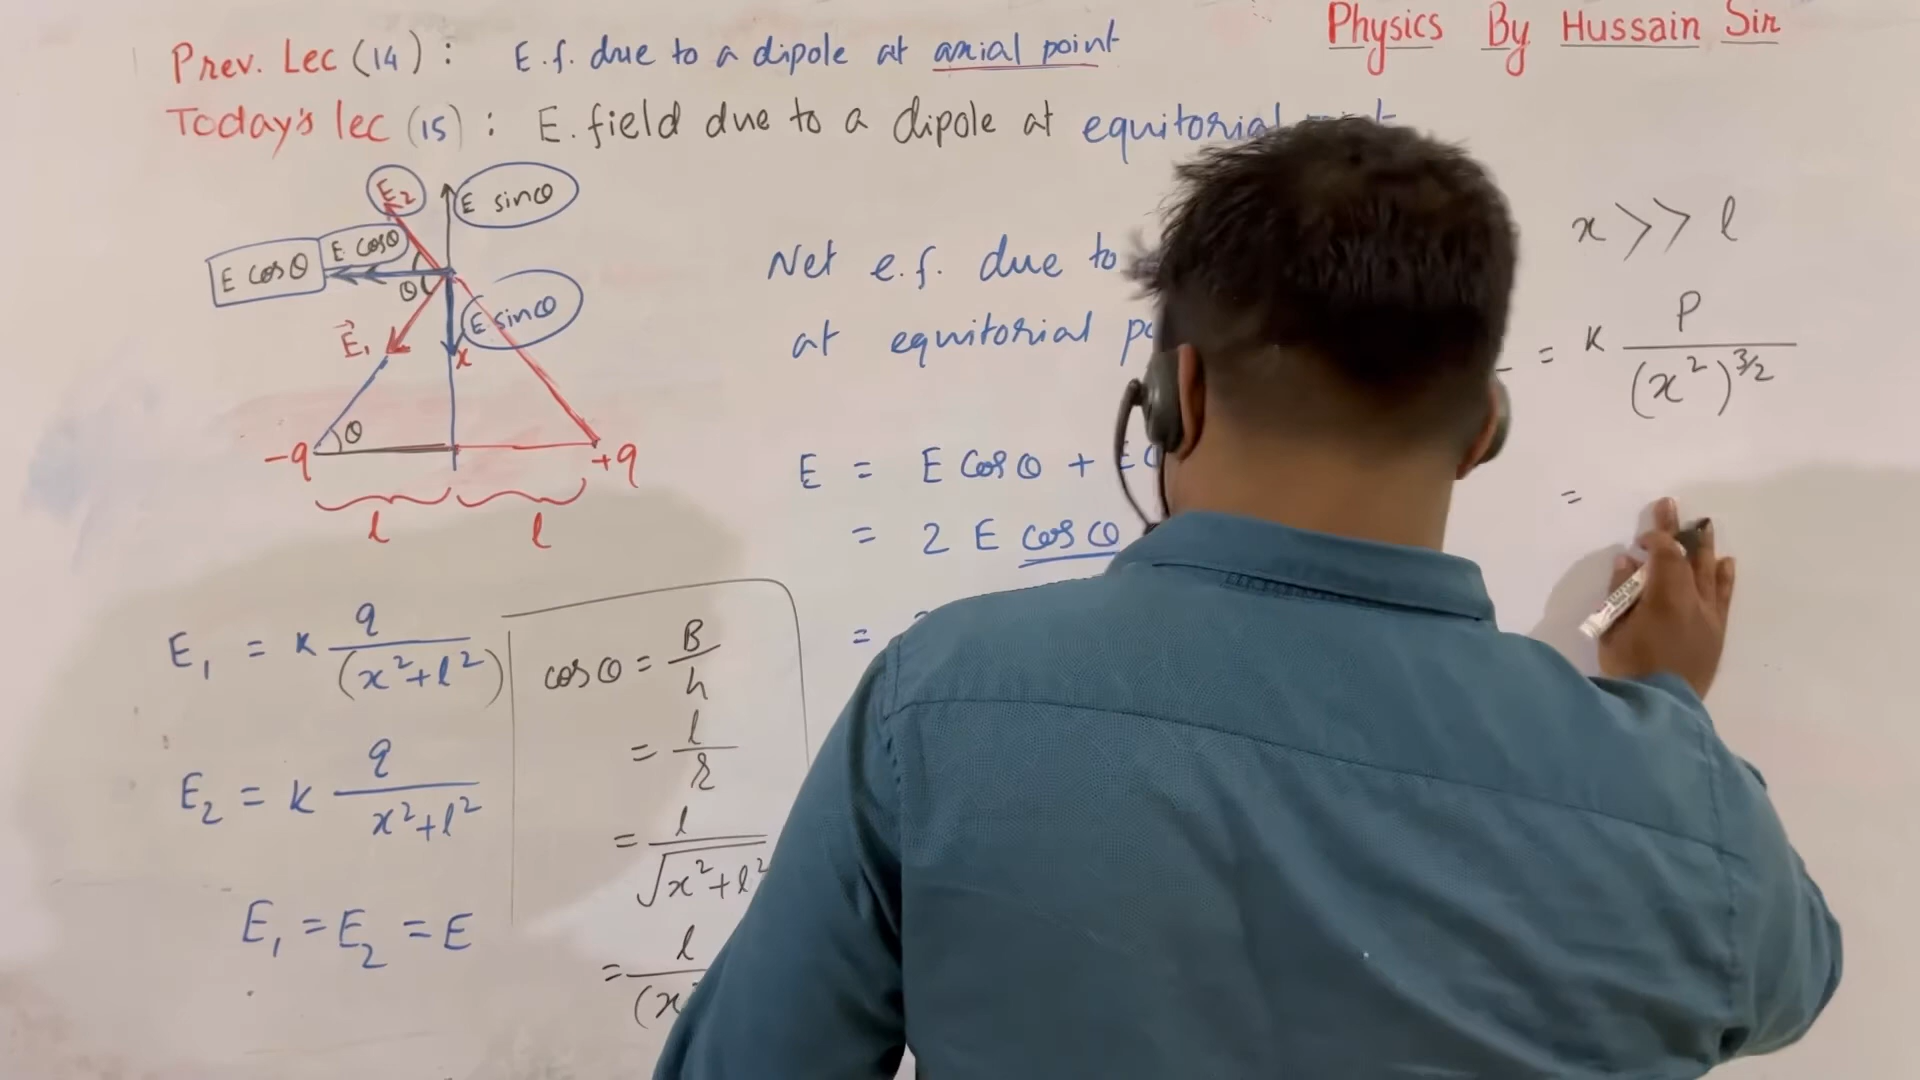 Prev. Lec (14) : E.f. due to a dipole at axial point
Physics By Hussain Sir
Today's lec (15) : E. field due to a dipole at equitorial
E2
E sinθ
E cosθ
E cosθ
θ
E sinθ
E⃗1
x
θ
-q
+q
l
l
E1 = K q/(x²+l²)
E2 = K q/x²+l²
E1 = E2 = E
cosθ = B/h
= l/r
= l/√x²+l²
= l/(x
Net e.f. due to
at equitorial
E = E cosθ +
= 2 E cosθ
=
x >> l
= K P/(x²)^3/2
=